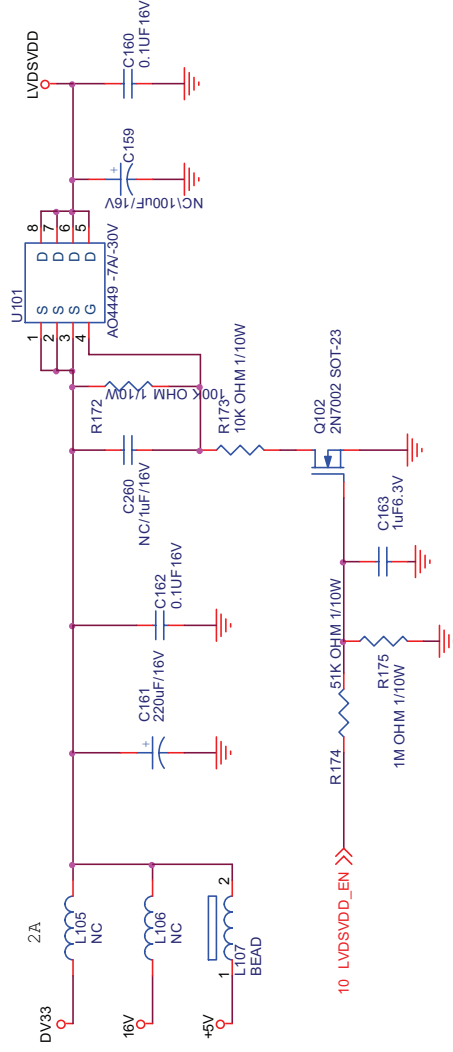 2A
DV33
L105
NC
16V
L106
NC
+5V
1
2
L107
BEAD
C161
220uF/16V
C162
0.1UF16V
C260
NC/1uF/16V
R172
100K OHM 1/10W
R173
10K OHM 1/10W
U101
1
2
3
4
S
S
S
G
D
D
D
D
8
7
6
5
AO4449 -7A/-30V
C159
NC\100uF/16V
C160
0.1UF16V
LVDSVDD
10 LVDSVDD_EN
R174
51K OHM 1/10W
R175
1M OHM 1/10W
C163
1uF6.3V
Q102
2N7002 SOT-23